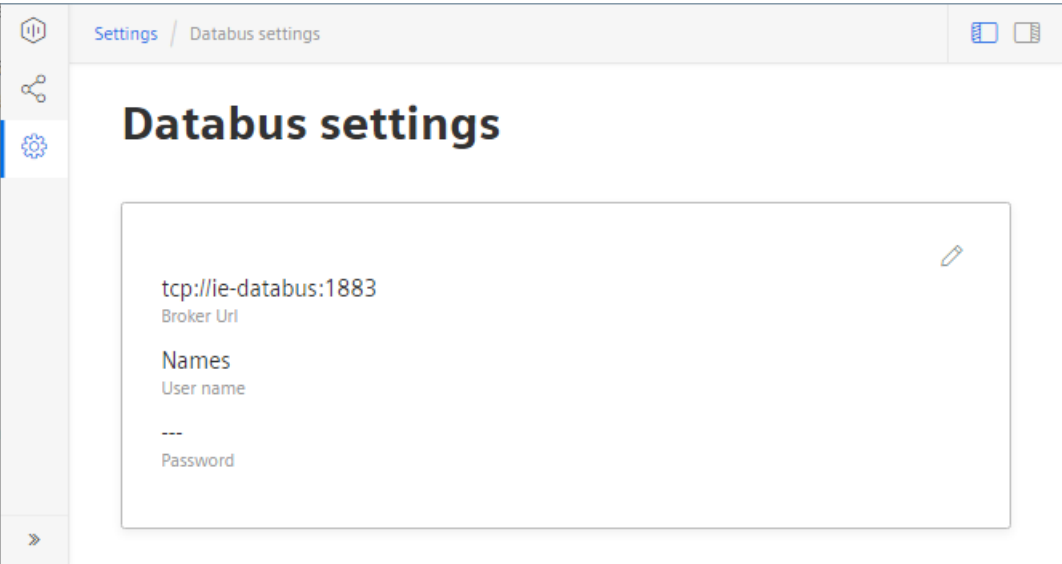 Settings / Databus settings
Databus settings
tcp://ie-databus:1883
Broker Url
Names
User name
---
Password